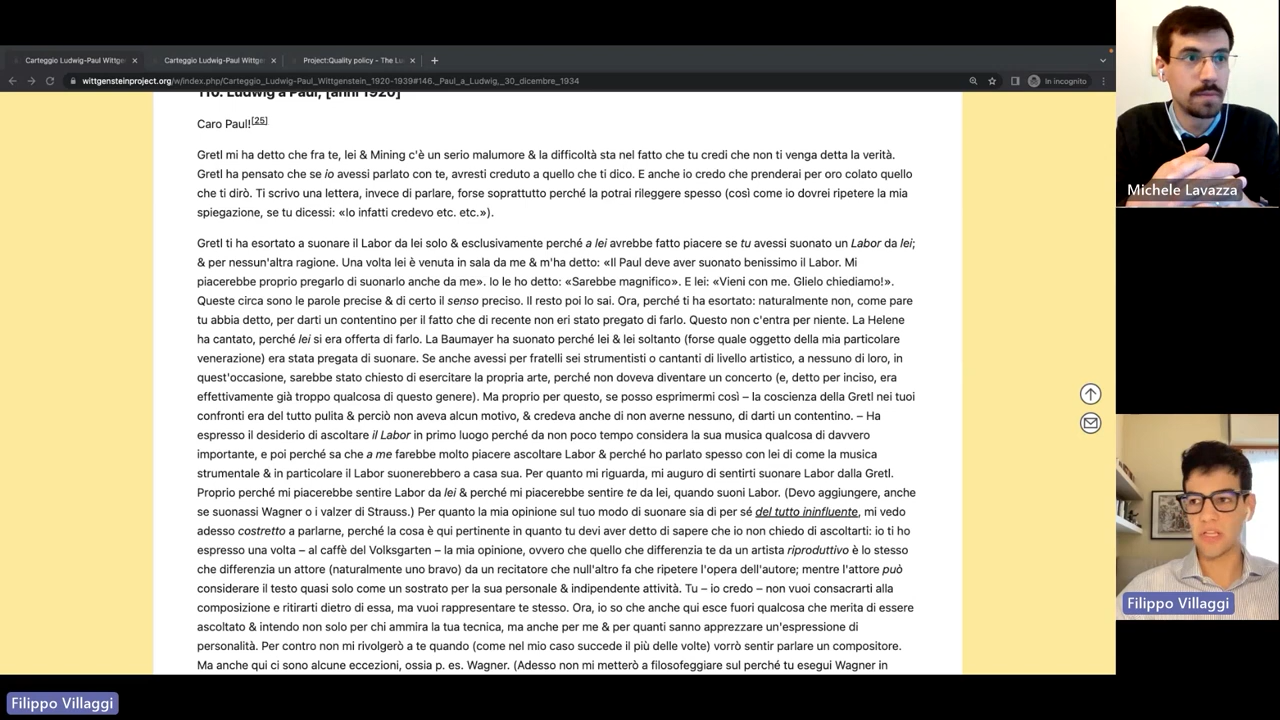 Carteggio Ludwig-Paul Wittgen
Carteggio Ludwig-Paul Wittgen
Project:Quality policy - The Lu
wittgensteinproject.org/w/index.php/Carteggio_Ludwig-Paul_Wittgenstein_1920-1939#146._Paul_a_Ludwig,_30_dicembre_1934
In incognito
110. Ludwig a Paul, [anni 1920]
Caro Paul![25]
Gretl mi ha detto che fra te, lei & Mining c'è un serio malumore & la difficoltà sta nel fatto che tu credi che non ti venga detta la verità.
Gretl ha pensato che se io avessi parlato con te, avresti creduto a quello che ti dico. E anche io credo che prenderai per oro colato quello
che ti dirò. Ti scrivo una lettera, invece di parlare, forse soprattutto perché la potrai rileggere spesso (così come io dovrei ripetere la mia
spiegazione, se tu dicessi: «Io infatti credevo etc. etc.»).
Gretl ti ha esortato a suonare il Labor da lei solo & esclusivamente perché a lei avrebbe fatto piacere se tu avessi suonato un Labor da lei;
& per nessun'altra ragione. Una volta lei è venuta in sala da me & m'ha detto: «Il Paul deve aver suonato benissimo il Labor. Mi
piacerebbe proprio pregarlo di suonarlo anche da me». Io le ho detto: «Sarebbe magnifico». E lei: «Vieni con me. Glielo chiediamo!».
Queste circa sono le parole precise & di certo il senso preciso. Il resto poi lo sai. Ora, perché ti ha esortato: naturalmente non, come pare
tu abbia detto, per darti un contentino per il fatto che di recente non eri stato pregato di farlo. Questo non c'entra per niente. La Helene
ha cantato, perché lei si era offerta di farlo. La Baumayer ha suonato perché lei & lei soltanto (forse quale oggetto della mia particolare
venerazione) era stata pregata di suonare. Se anche avessi per fratelli sei strumentisti o cantanti di livello artistico, a nessuno di loro, in
quest'occasione, sarebbe stato chiesto di esercitare la propria arte, perché non doveva diventare un concerto (e, detto per inciso, era
effettivamente già troppo qualcosa di questo genere). Ma proprio per questo, se posso esprimermi così – la coscienza della Gretl nei tuoi
confronti era del tutto pulita & perciò non aveva alcun motivo, & credeva anche di non averne nessuno, di darti un contentino. – Ha
espresso il desiderio di ascoltare il Labor in primo luogo perché da non poco tempo considera la sua musica qualcosa di davvero
importante, e poi perché sa che a me farebbe molto piacere ascoltare Labor & perché ho parlato spesso con lei di come la musica
strumentale & in particolare il Labor suonerebbero a casa sua. Per quanto mi riguarda, mi auguro di sentirti suonare Labor dalla Gretl.
Proprio perché mi piacerebbe sentire Labor da lei & perché mi piacerebbe sentire te da lei, quando suoni Labor. (Devo aggiungere, anche
se suonassi Wagner o i valzer di Strauss.) Per quanto la mia opinione sul tuo modo di suonare sia di per sé del tutto ininfluente, mi vedo
adesso costretto a parlarne, perché la cosa è qui pertinente in quanto tu devi aver detto di sapere che io non chiedo di ascoltarti: io ti ho
espresso una volta – al caffè del Volksgarten – la mia opinione, ovvero che quello che differenzia te da un artista riproduttivo è lo stesso
che differenzia un attore (naturalmente uno bravo) da un recitatore che null'altro fa che ripetere l'opera dell'autore; mentre l'attore può
considerare il testo quasi solo come un sostrato per la sua personale & indipendente attività. Tu – io credo – non vuoi consacrarti alla
composizione e ritirarti dietro di essa, ma vuoi rappresentare te stesso. Ora, io so che anche qui esce fuori qualcosa che merita di essere
ascoltato & intendo non solo per chi ammira la tua tecnica, ma anche per me & per quanti sanno apprezzare un'espressione di
personalità. Per contro non mi rivolgerò a te quando (come nel mio caso succede il più delle volte) vorrò sentir parlare un compositore.
Ma anche qui ci sono alcune eccezioni, ossia p. es. Wagner. (Adesso non mi metterò a filosofeggiare sul perché tu esegui Wagner in
Michele Lavazza
Filippo Villaggi
Filippo Villaggi